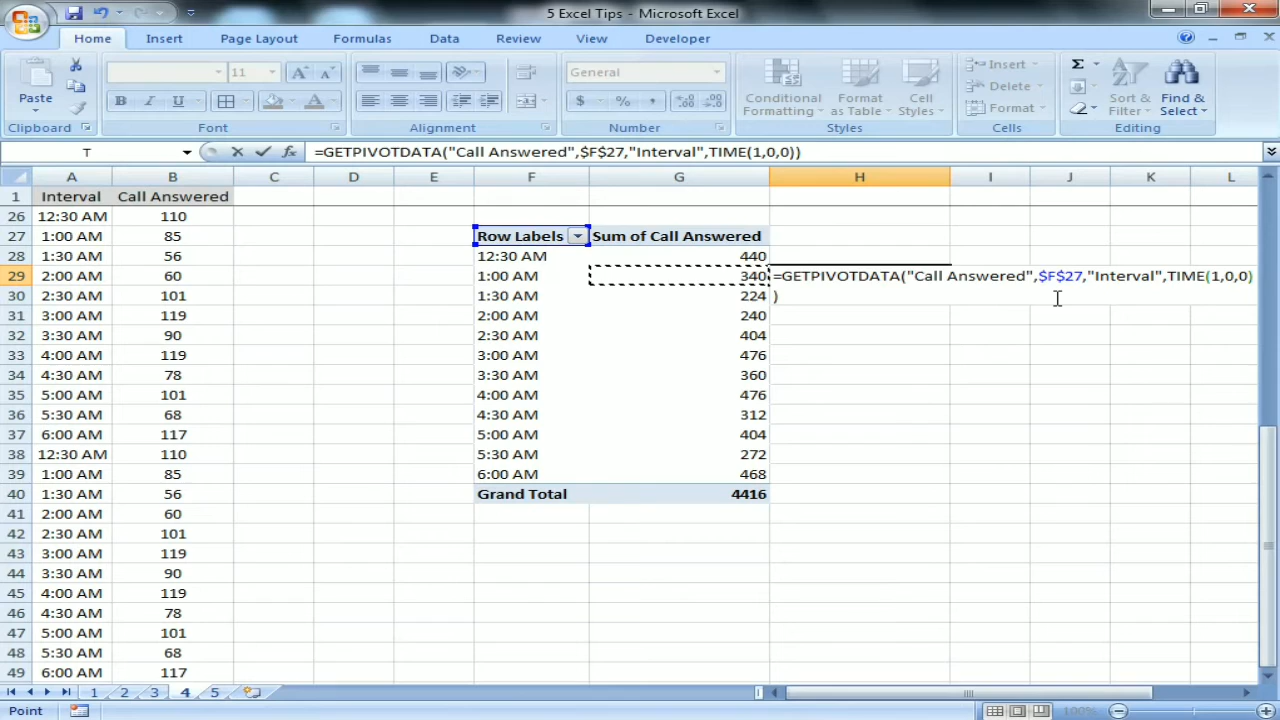 5 Excel Tips - Microsoft Excel
Home Insert Page Layout Formulas Data Review View Developer
Paste
11
B I U
A A
A
General
$ % ,
Conditional Formatting
Format as Table
Cell Styles
Insert
Delete
Format
Σ
Sort & Filter
Find & Select
Clipboard Font Alignment Number Styles Cells Editing
T fx =GETPIVOTDATA("Call Answered",$F$27,"Interval",TIME(1,0,0))
A B C D E F G H I J K L
1 Interval Call Answered
26 12:30 AM 110
27 1:00 AM 85 Row Labels Sum of Call Answered
28 1:30 AM 56 12:30 AM 440
29 2:00 AM 60 1:00 AM 340 =GETPIVOTDATA("Call Answered",$F$27,"Interval",TIME(1,0,0)
30 2:30 AM 101 1:30 AM 224 )
31 3:00 AM 119 2:00 AM 240
32 3:30 AM 90 2:30 AM 404
33 4:00 AM 119 3:00 AM 476
34 4:30 AM 78 3:30 AM 360
35 5:00 AM 101 4:00 AM 476
36 5:30 AM 68 4:30 AM 312
37 6:00 AM 117 5:00 AM 404
38 12:30 AM 110 5:30 AM 272
39 1:00 AM 85 6:00 AM 468
40 1:30 AM 56 Grand Total 4416
41 2:00 AM 60
42 2:30 AM 101
43 3:00 AM 119
44 3:30 AM 90
45 4:00 AM 119
46 4:30 AM 78
47 5:00 AM 101
48 5:30 AM 68
49 6:00 AM 117
1 2 3 4 5
Point 100%